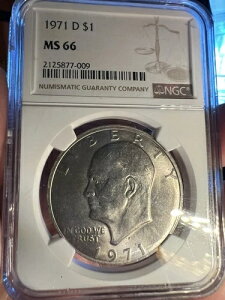 1971 D $1
MS 66
2125877-009
NUMISMATIC GUARANTY COMPANY
NGC
LIBERTY
IN GOD WE
TRUST
1971